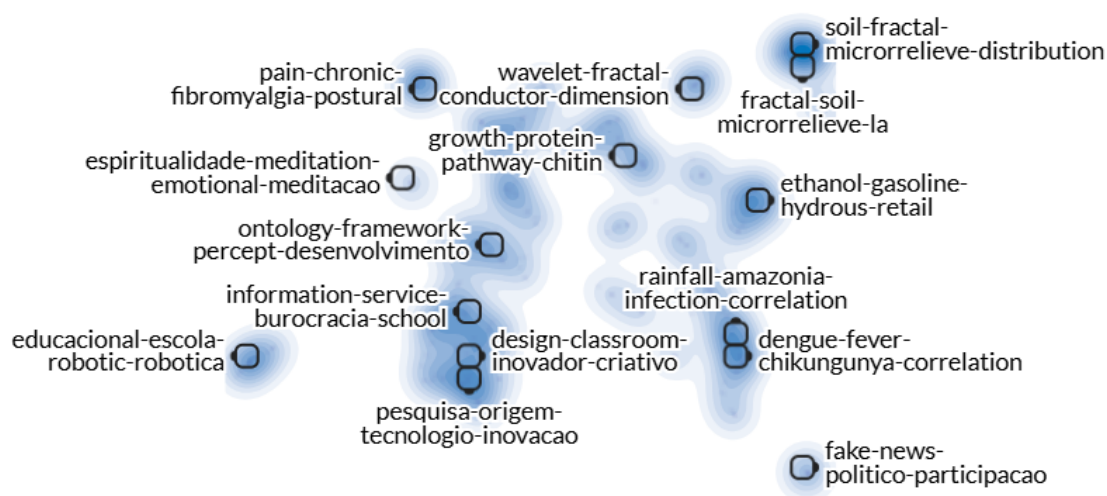 soil-fractal-
microrrelieve-distribution
pain-chronic-
fibromyalgia-postural
wavelet-fractal-
conductor-dimension
fractal-soil-
microrrelieve-la
growth-protein-
pathway-chitin
espiritualidade-meditation-
emotional-meditacao
ethanol-gasoline-
hydrous-retail
ontology-framework-
percept-desenvolvimento
rainfall-amazonia-
infection-correlation
information-service-
burocracia-school
educacional-escola-
robotic-robotica
design-classroom-
inovador-criativo
dengue-fever-
chikungunya-correlation
pesquisa-origem-
tecnologio-inovacao
fake-news-
politico-participacao